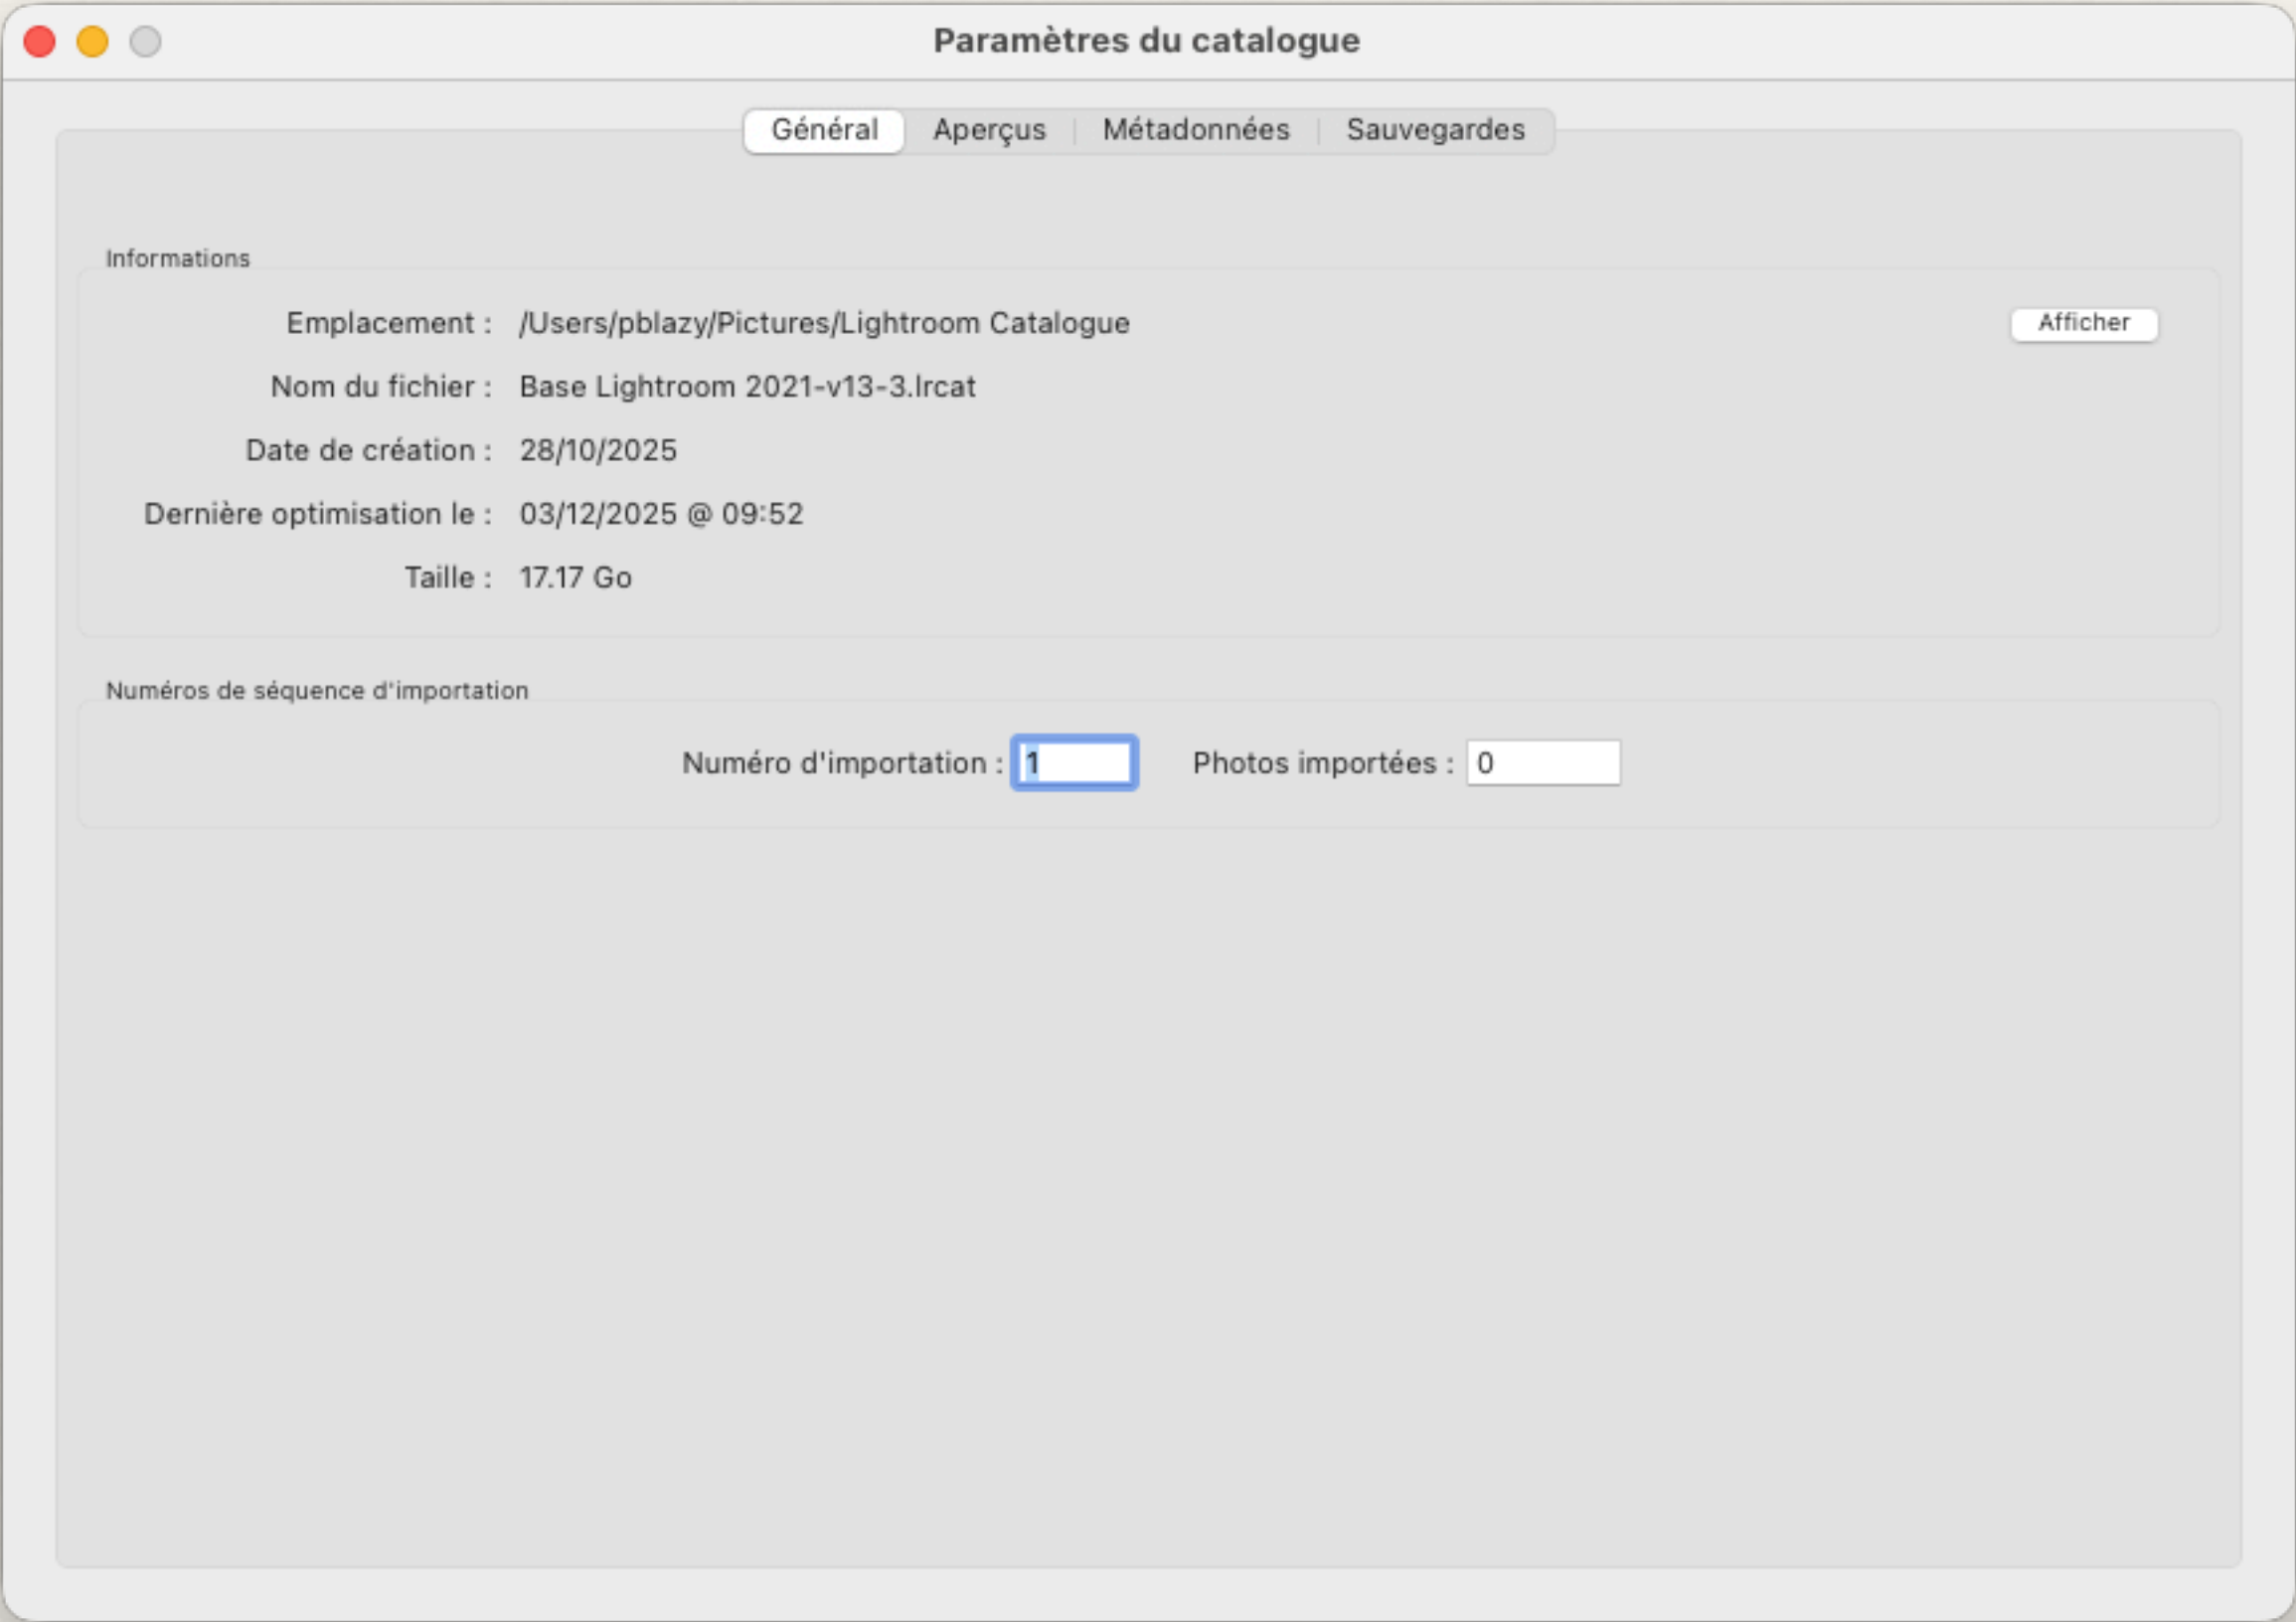 Paramètres du catalogue
Général Aperçus Métadonnées Sauvegardes
Informations
Emplacement : /Users/pblazy/Pictures/Lightroom Catalogue Afficher
Nom du fichier : Base Lightroom 2021-v13-3.lrcat
Date de création : 28/10/2025
Dernière optimisation le : 03/12/2025 @ 09:52
Taille : 17.17 Go
Numéros de séquence d'importation
Numéro d'importation : 1 Photos importées : 0